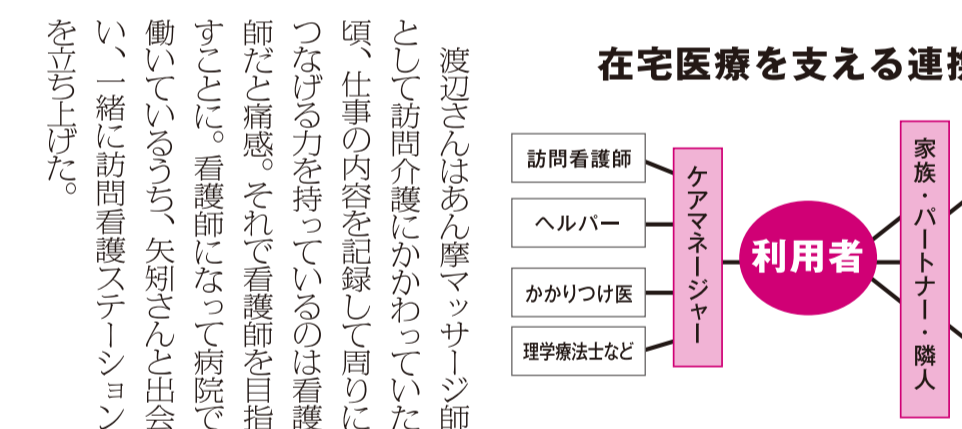 渡辺さんはあん摩マッサージ師
として訪問介護にかかわっていた
頃、仕事の内容を記録して周りに
つなげる力を持っているのは看護
師だと痛感。それで看護師を目指
すことに。看護師になって病院で
働いているうち、矢矧さんと出会
い、一緒に訪問看護ステーション
を立ち上げた。
在宅医療を支える連携
訪問看護師
ヘルパー
かかりつけ医
理学療法士など
ケアマネージャー
利用者
家族・パートナー・隣人